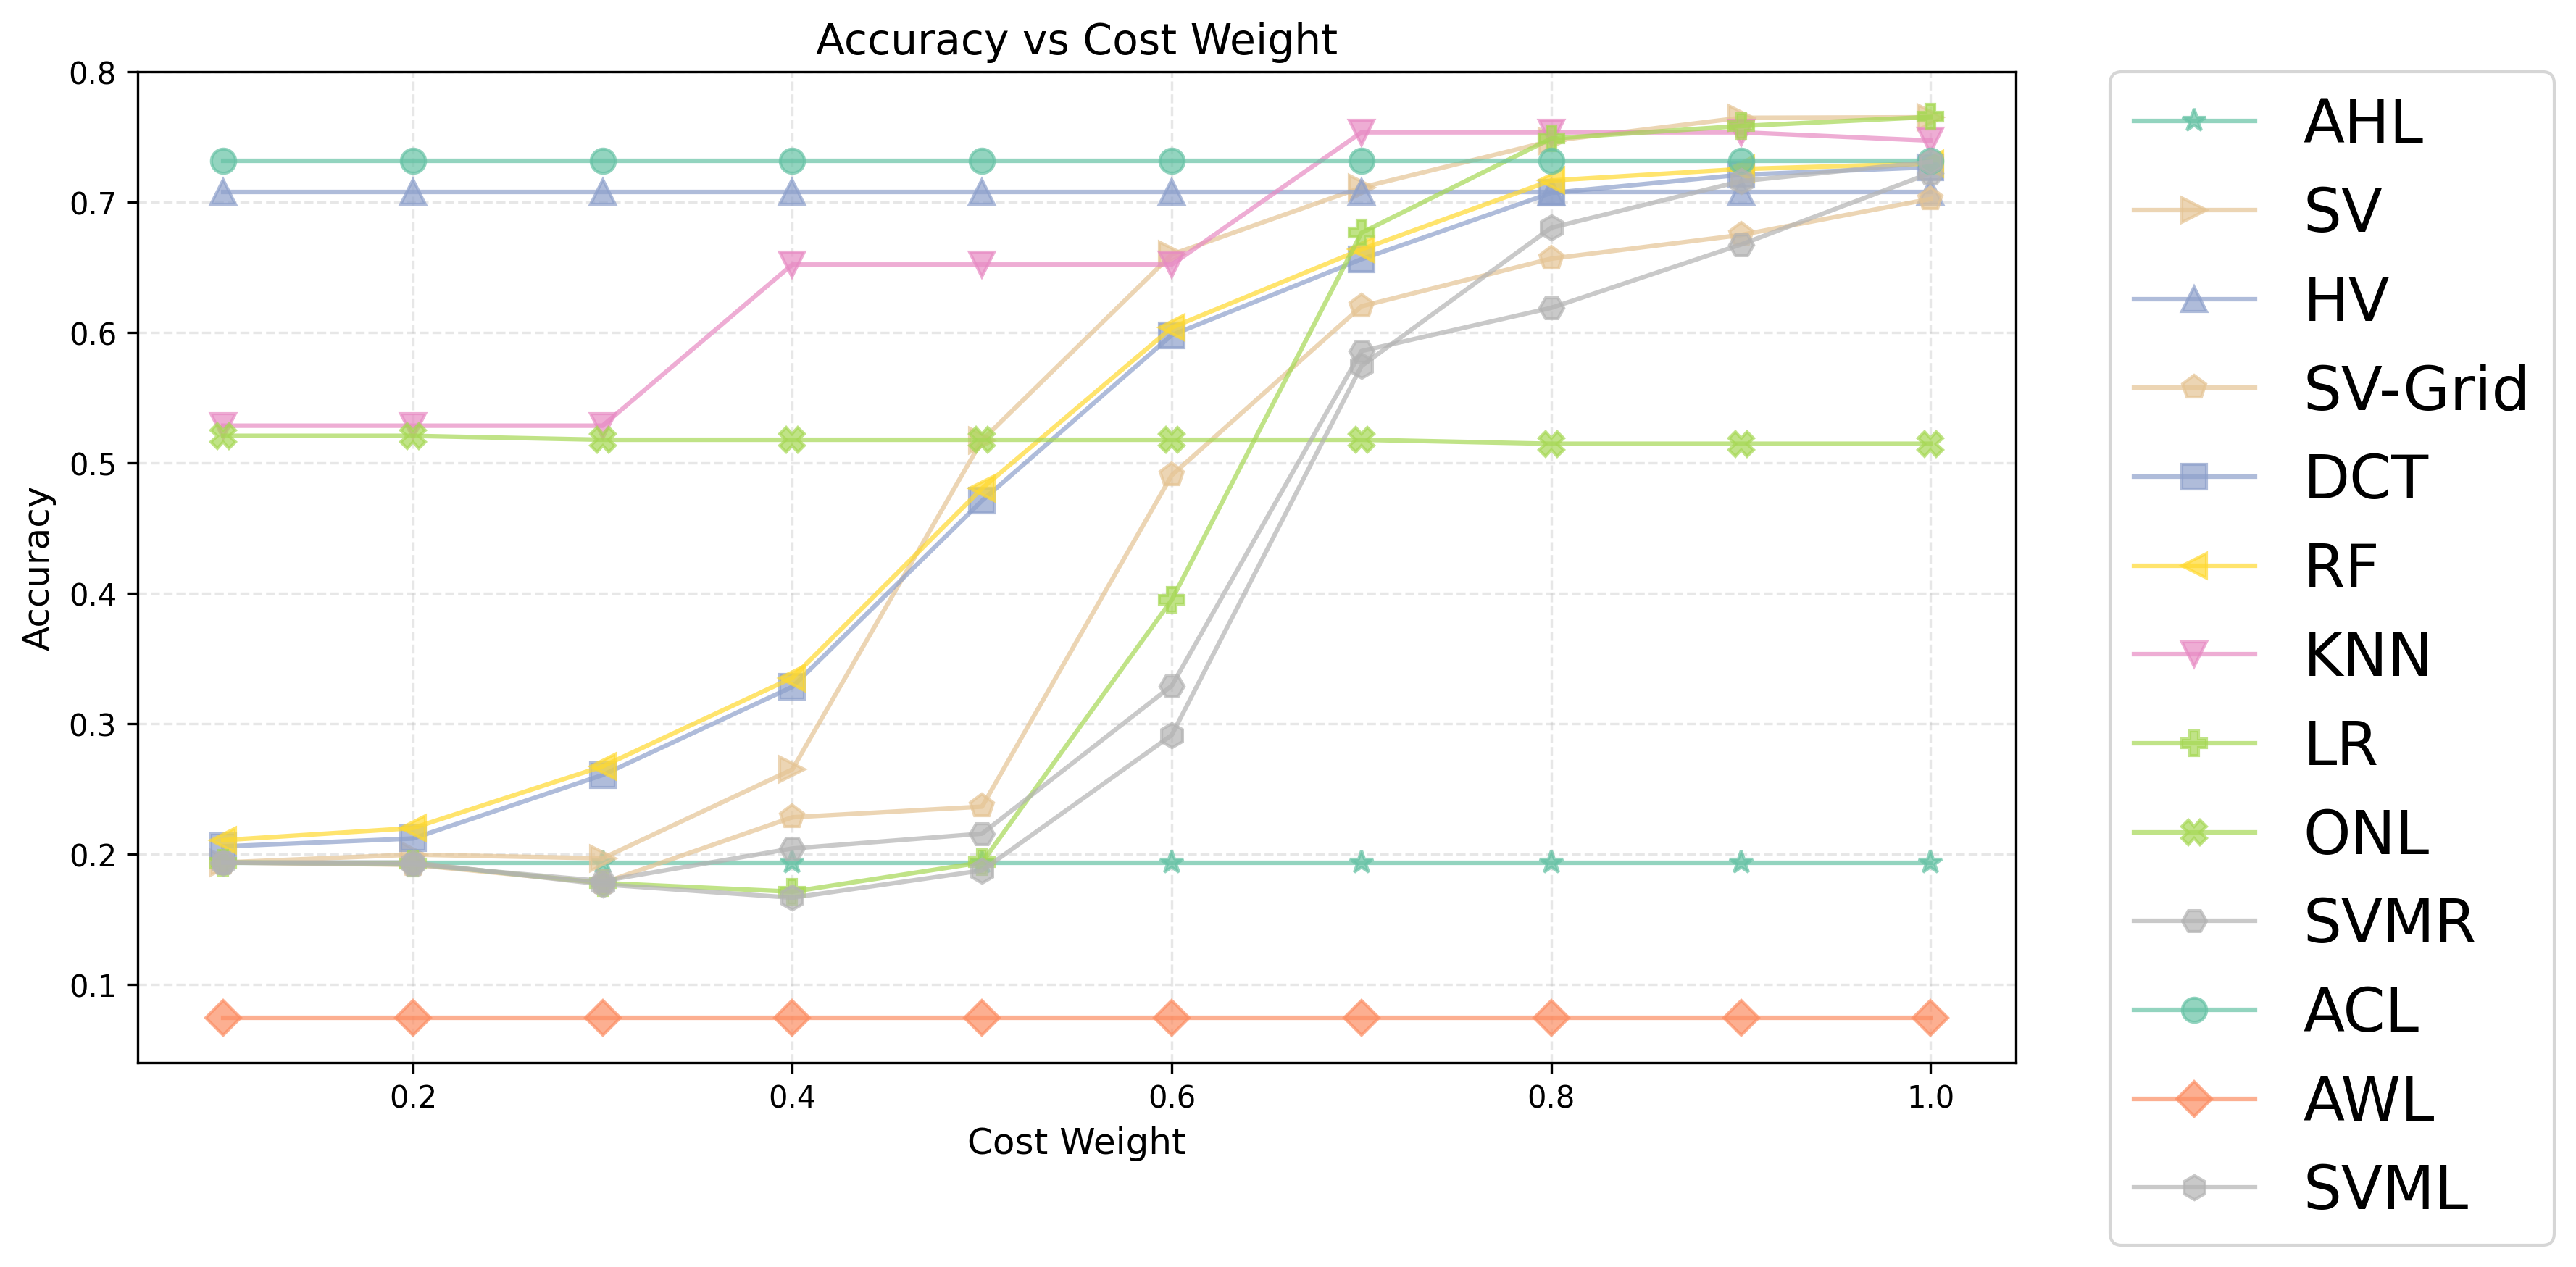 Accuracy vs Cost Weight
Accuracy
0.8
0.7
0.6
0.5
0.4
0.3
0.2
0.1
0.2
0.4
0.6
0.8
1.0
Cost Weight
AHL
SV
HV
SV-Grid
DCT
RF
KNN
LR
ONL
SVMR
ACL
AWL
SVML